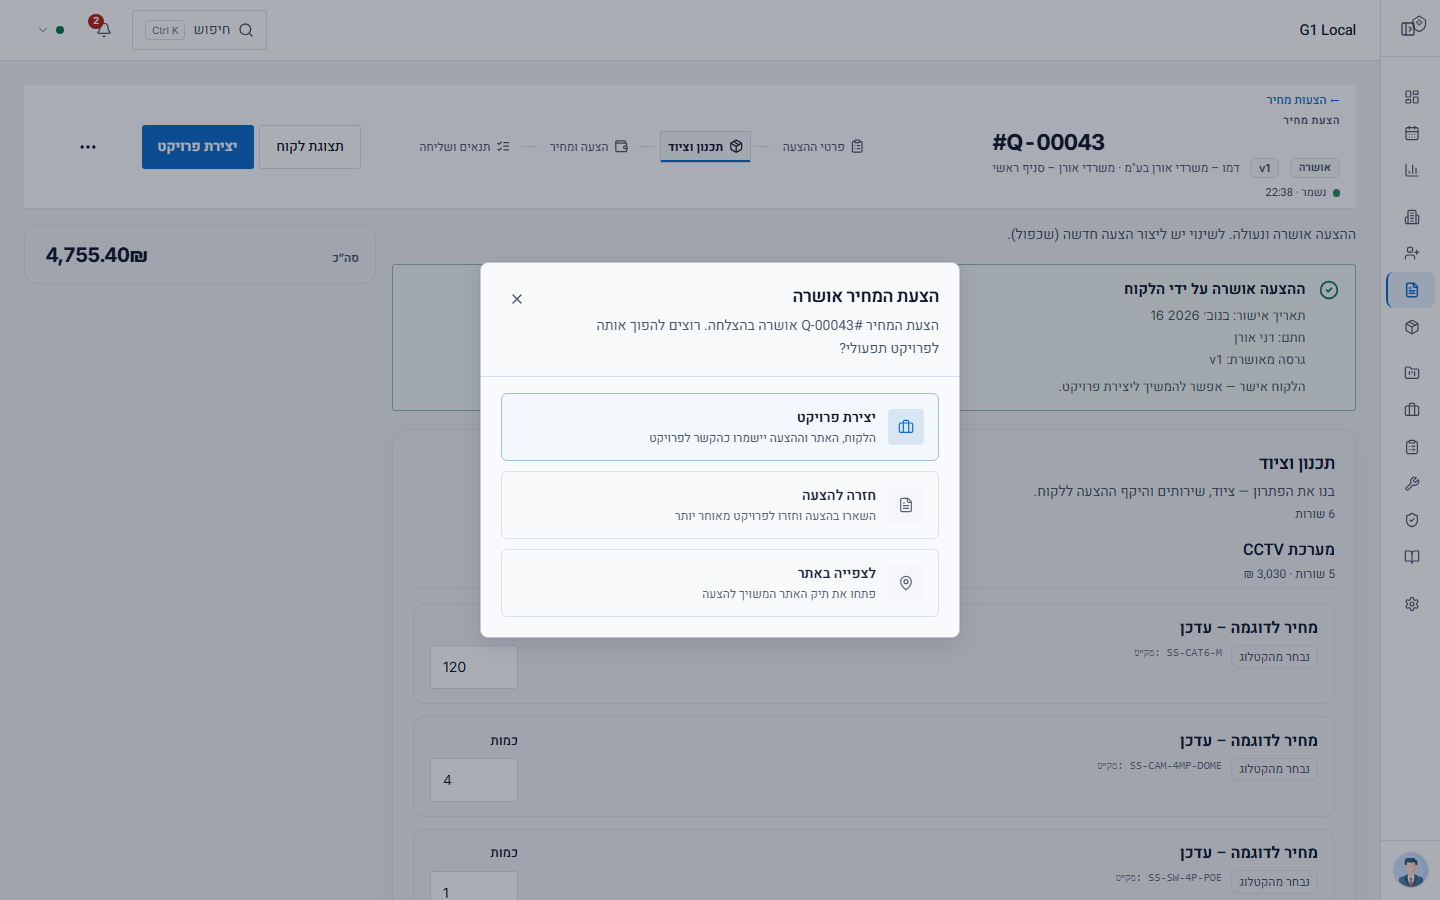 G1 Local
חיפוש
Ctrl K
2
← הצעות מחיר
הצעת מחיר
#Q-00043
אושרה
v1
דמו – משרדי אורן בע"מ · משרדי אורן – סניף ראשי
נשמר · 22:38
פרטי ההצעה
תכנון וציוד
הצעה ומחיר
תנאים ושליחה
תצוגת לקוח
יצירת פרויקט
ההצעה אושרה ונעולה. לשינוי יש ליצור הצעה חדשה (שכפול).
סה"כ
₪4,755.40
ההצעה אושרה על ידי הלקוח
תאריך אישור: 16 בנוב׳ 2026
חתם: דני אורן
גרסה מאושרת: v1
הלקוח אישר — אפשר להמשיך ליצירת פרויקט.
הצעת המחיר אושרה
הצעת המחיר #Q-00043 אושרה בהצלחה. רוצים להפוך אותה
לפרויקט תפעולי?
יצירת פרויקט
הלקוח, האתר וההצעה יישמרו כהקשר לפרויקט
חזרה להצעה
השארו בהצעה וחזרו לפרויקט מאוחר יותר
לצפייה באתר
פתחו את תיק האתר המשויך להצעה
תכנון וציוד
בנו את הפתרון — ציוד, שירותים והיקף ההצעה ללקוח.
6 שורות
מערכת CCTV
5 שורות · 3,030 ₪
מחיר לדוגמה – עדכן
נבחר מהקטלוג
מק״ט: SS-CAT6-M
120
מחיר לדוגמה – עדכן
נבחר מהקטלוג
מק״ט: SS-CAM-4MP-DOME
כמות
4
מחיר לדוגמה – עדכן
נבחר מהקטלוג
מק״ט: SS-SW-4P-POE
כמות
1